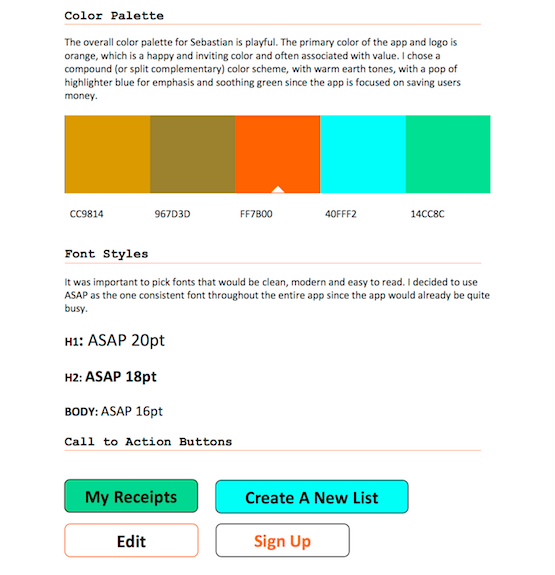 Color Palette
The overall color palette for Sebastian is playful. The primary color of the app and logo is
orange, which is a happy and inviting color and often associated with value. I chose a
compound (or split complementary) color scheme, with warm earth tones, with a pop of
highlighter blue for emphasis and soothing green since the app is focused on saving users
money.
CC9814 967D3D FF7B00 40FFF2 14CC8C
Font Styles
It was important to pick fonts that would be clean, modern and easy to read. I decided to use
ASAP as the one consistent font throughout the entire app since the app would already be quite
busy.
H1: ASAP 20pt
H2: ASAP 18pt
BODY: ASAP 16pt
Call to Action Buttons
My Receipts Create A New List
Edit Sign Up